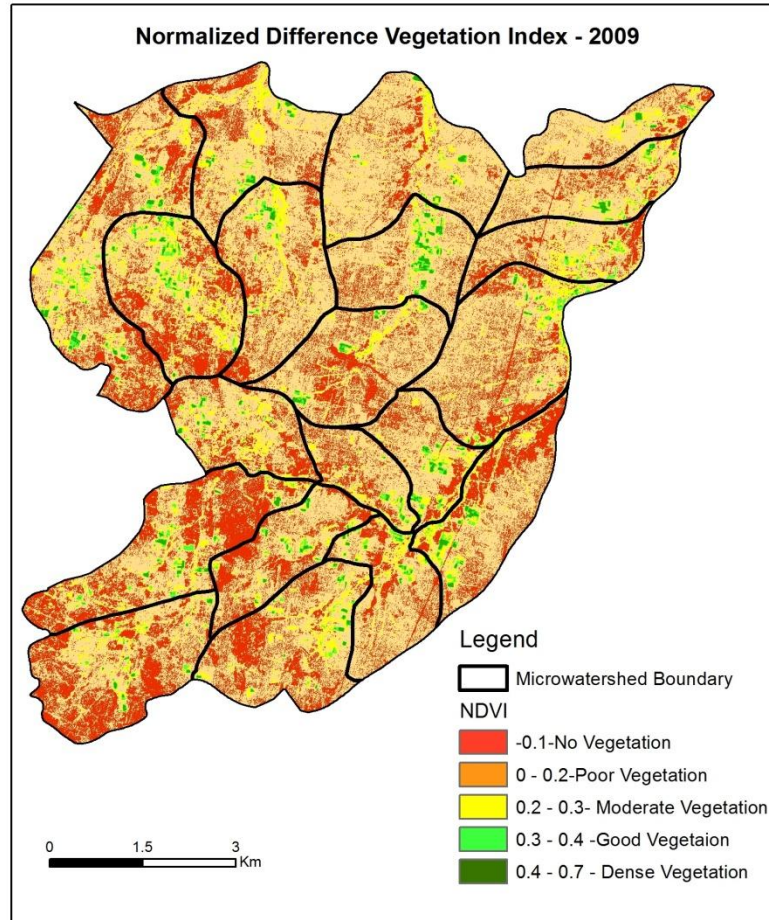 Normalized Difference Vegetation Index - 2009
Legend
Microwatershed Boundary
NDVI
-0.1-No Vegetation
0 - 0.2-Poor Vegetation
0.2 - 0.3- Moderate Vegetation
0.3 - 0.4 -Good Vegetaion
0.4 - 0.7 - Dense Vegetation
0 1.5 3
Km